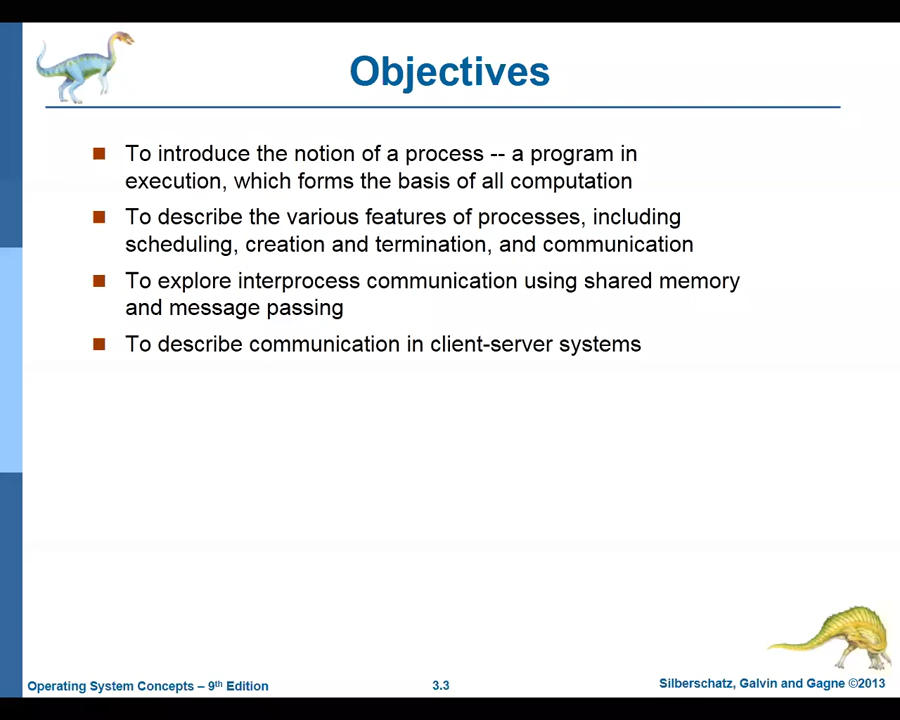 Objectives
To introduce the notion of a process -- a program in
execution, which forms the basis of all computation
To describe the various features of processes, including
scheduling, creation and termination, and communication
To explore interprocess communication using shared memory
and message passing
To describe communication in client-server systems
Operating System Concepts – 9th Edition
3.3
Silberschatz, Galvin and Gagne ©2013